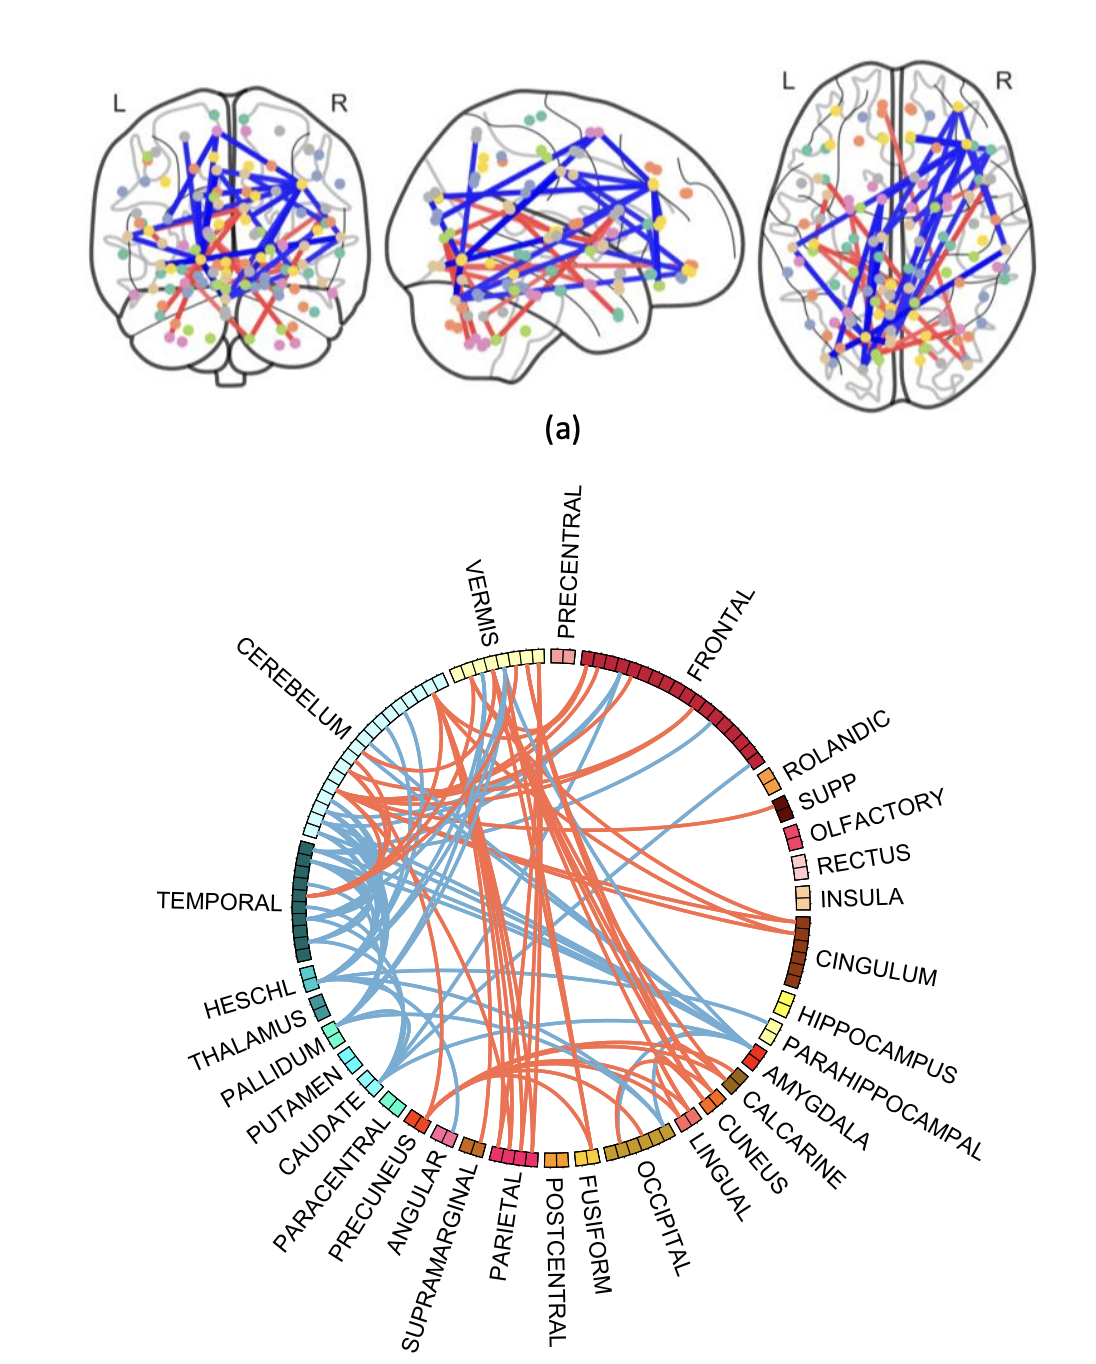 L
R
L
R
(a)
PRECENTRAL
FRONTAL
ROLANDIC
SUPP
OLFACTORY
RECTUS
INSULA
CINGULUM
HIPPOCAMPUS
PARAHIPPOCAMPAL
AMYGDALA
CALCARINE
CUNEUS
LINGUAL
OCCIPITAL
FUSIFORM
POSTCENTRAL
PARIETAL
SUPRAMARGINAL
ANGULAR
PRECUNEUS
PARACENTRAL
CAUDATE
PUTAMEN
PALLIDUM
THALAMUS
HESCHL
TEMPORAL
CEREBELUM
VERMIS